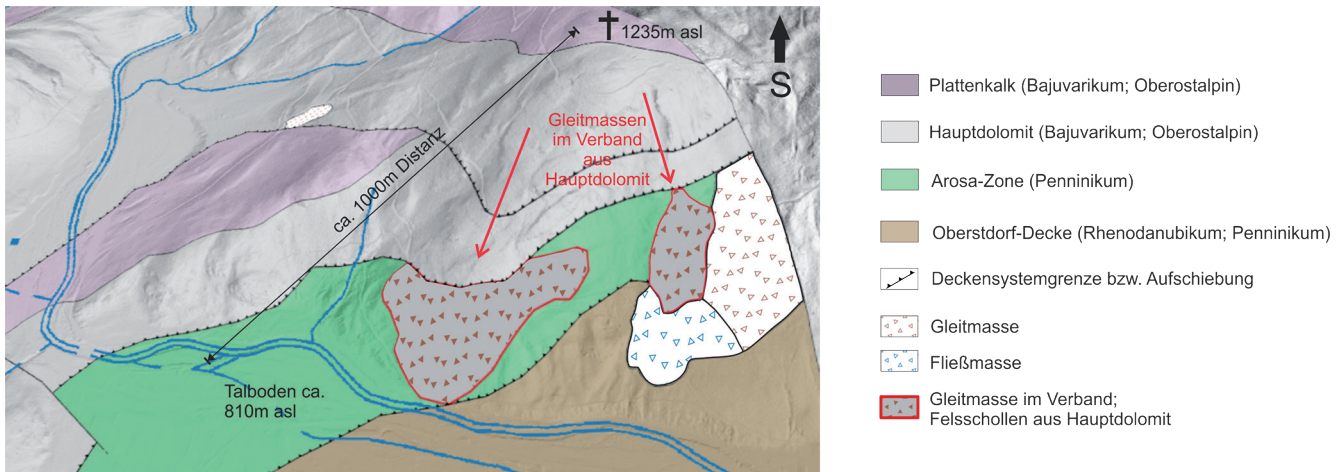 1235m asl
S
Gleitmassen
im Verband
aus
Hauptdolomit
ca. 1000m Distanz
Talboden ca.
810m asl
Plattenkalk (Bajuvarikum; Oberostalpin)
Hauptdolomit (Bajuvarikum; Oberostalpin)
Arosa-Zone (Penninikum)
Oberstdorf-Decke (Rhenodanubikum; Penninikum)
Deckensystemgrenze bzw. Aufschiebung
Gleitmasse
Fließmasse
Gleitmasse im Verband;
Felsschollen aus Hauptdolomit